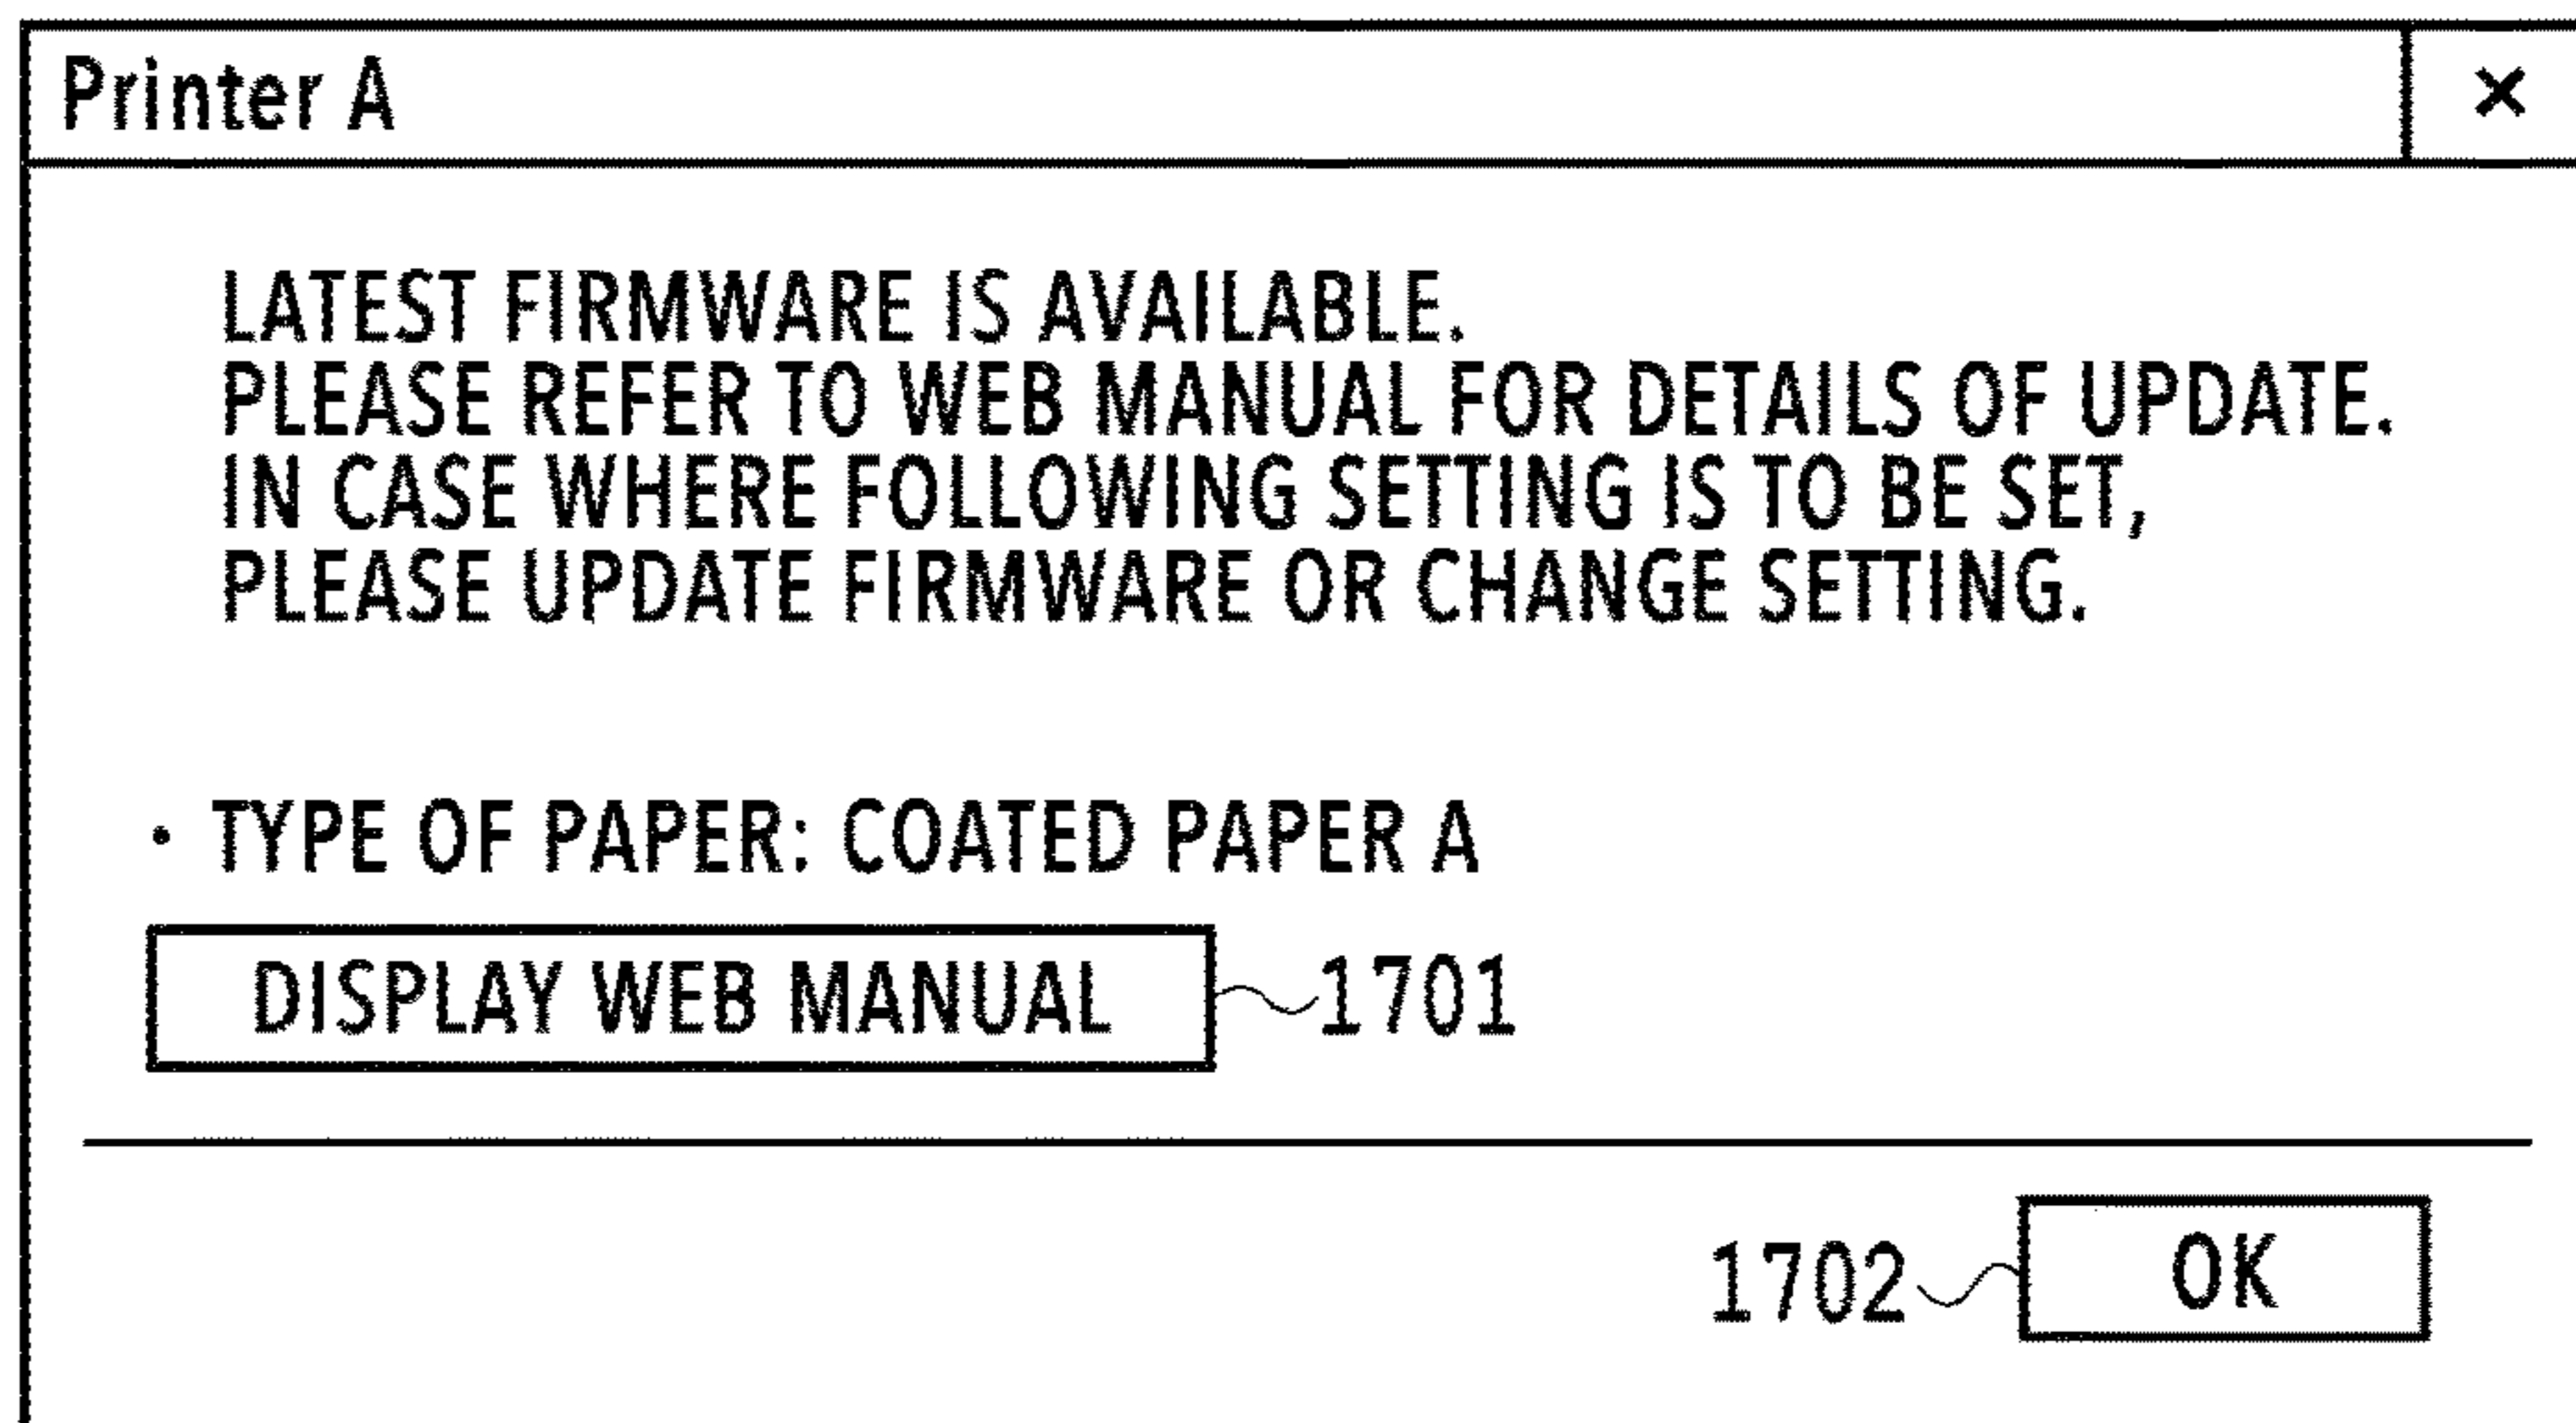 Printer A ×
LATEST FIRMWARE IS AVAILABLE.
PLEASE REFER TO WEB MANUAL FOR DETAILS OF UPDATE.
IN CASE WHERE FOLLOWING SETTING IS TO BE SET,
PLEASE UPDATE FIRMWARE OR CHANGE SETTING.
・TYPE OF PAPER: COATED PAPER A
DISPLAY WEB MANUAL 1701
1702 OK